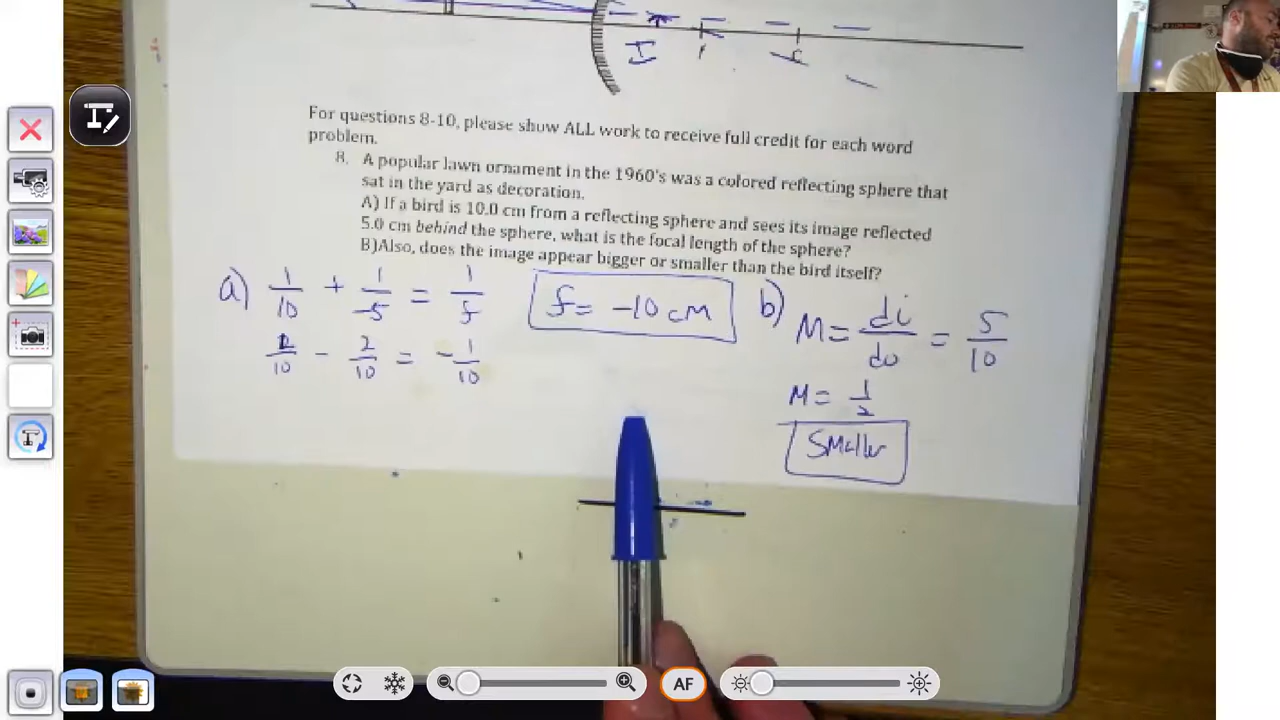 I
F
C
For questions 8-10, please show ALL work to receive full credit for each word
problem.
8. A popular lawn ornament in the 1960's was a colored reflecting sphere that
sat in the yard as decoration.
A) If a bird is 10.0 cm from a reflecting sphere and sees its image reflected
5.0 cm behind the sphere, what is the focal length of the sphere?
B)Also, does the image appear bigger or smaller than the bird itself?
a) 1/10 + 1/-5 = 1/f
f = -10 cm
b) M = di/do = 5/10
1/10 - 2/10 = -1/10
M = 1/2
Smaller
AF